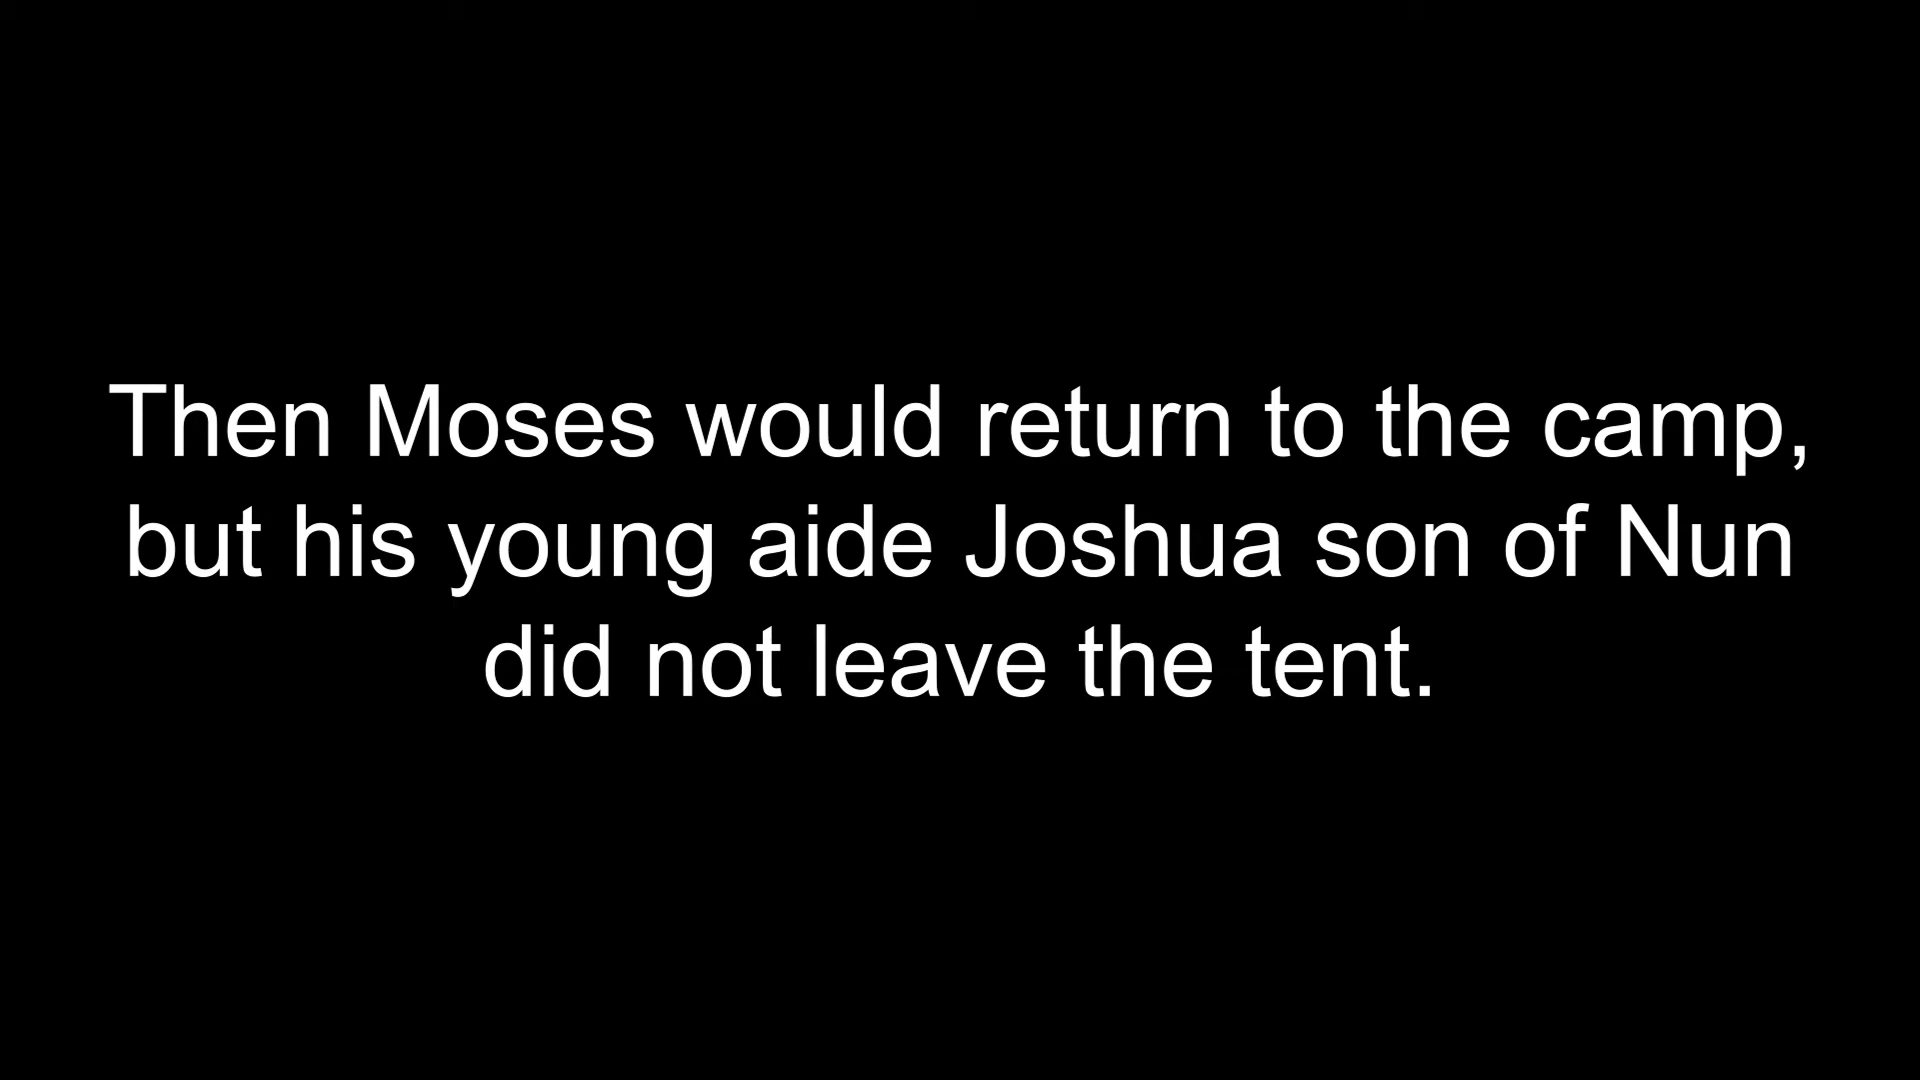 Then Moses would return to the camp,
but his young aide Joshua son of Nun
did not leave the tent.